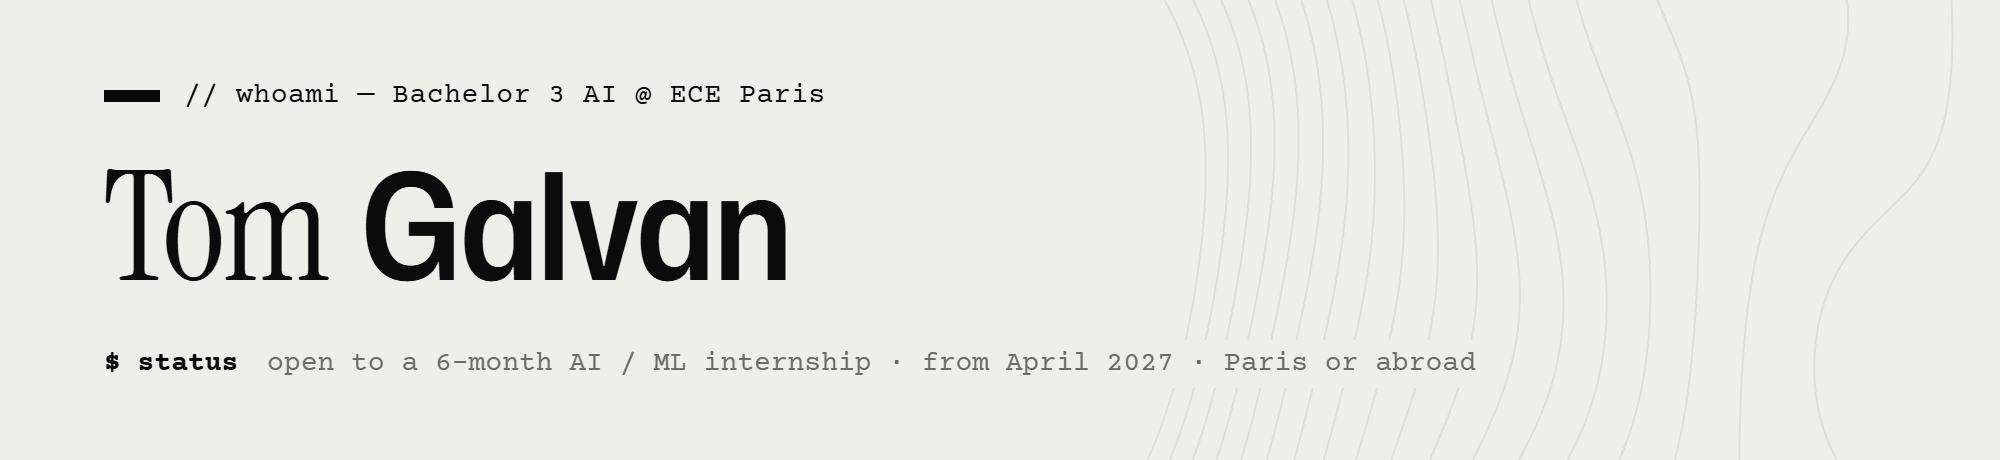 // whoami — Bachelor 3 AI @ ECE Paris
Tom Galvan
$ status open to a 6-month AI / ML internship · from April 2027 · Paris or abroad